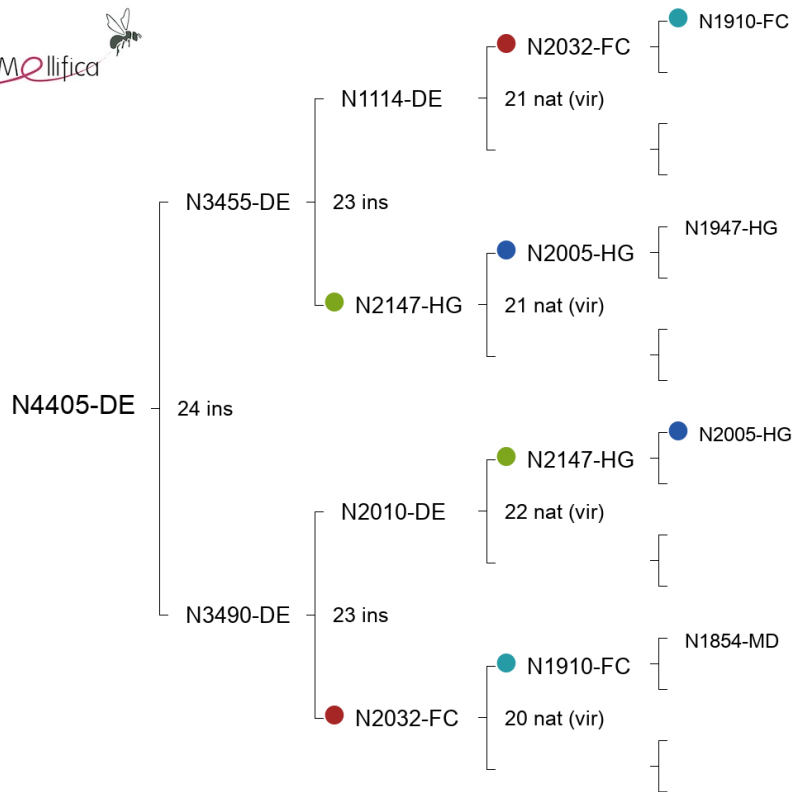 Mellifica
N1910-FC
N2032-FC
N1114-DE
21 nat (vir)
N3455-DE
23 ins
N1947-HG
N2005-HG
N2147-HG
21 nat (vir)
N4405-DE
24 ins
N2005-HG
N2147-HG
N2010-DE
22 nat (vir)
N3490-DE
23 ins
N1854-MD
N1910-FC
N2032-FC
20 nat (vir)